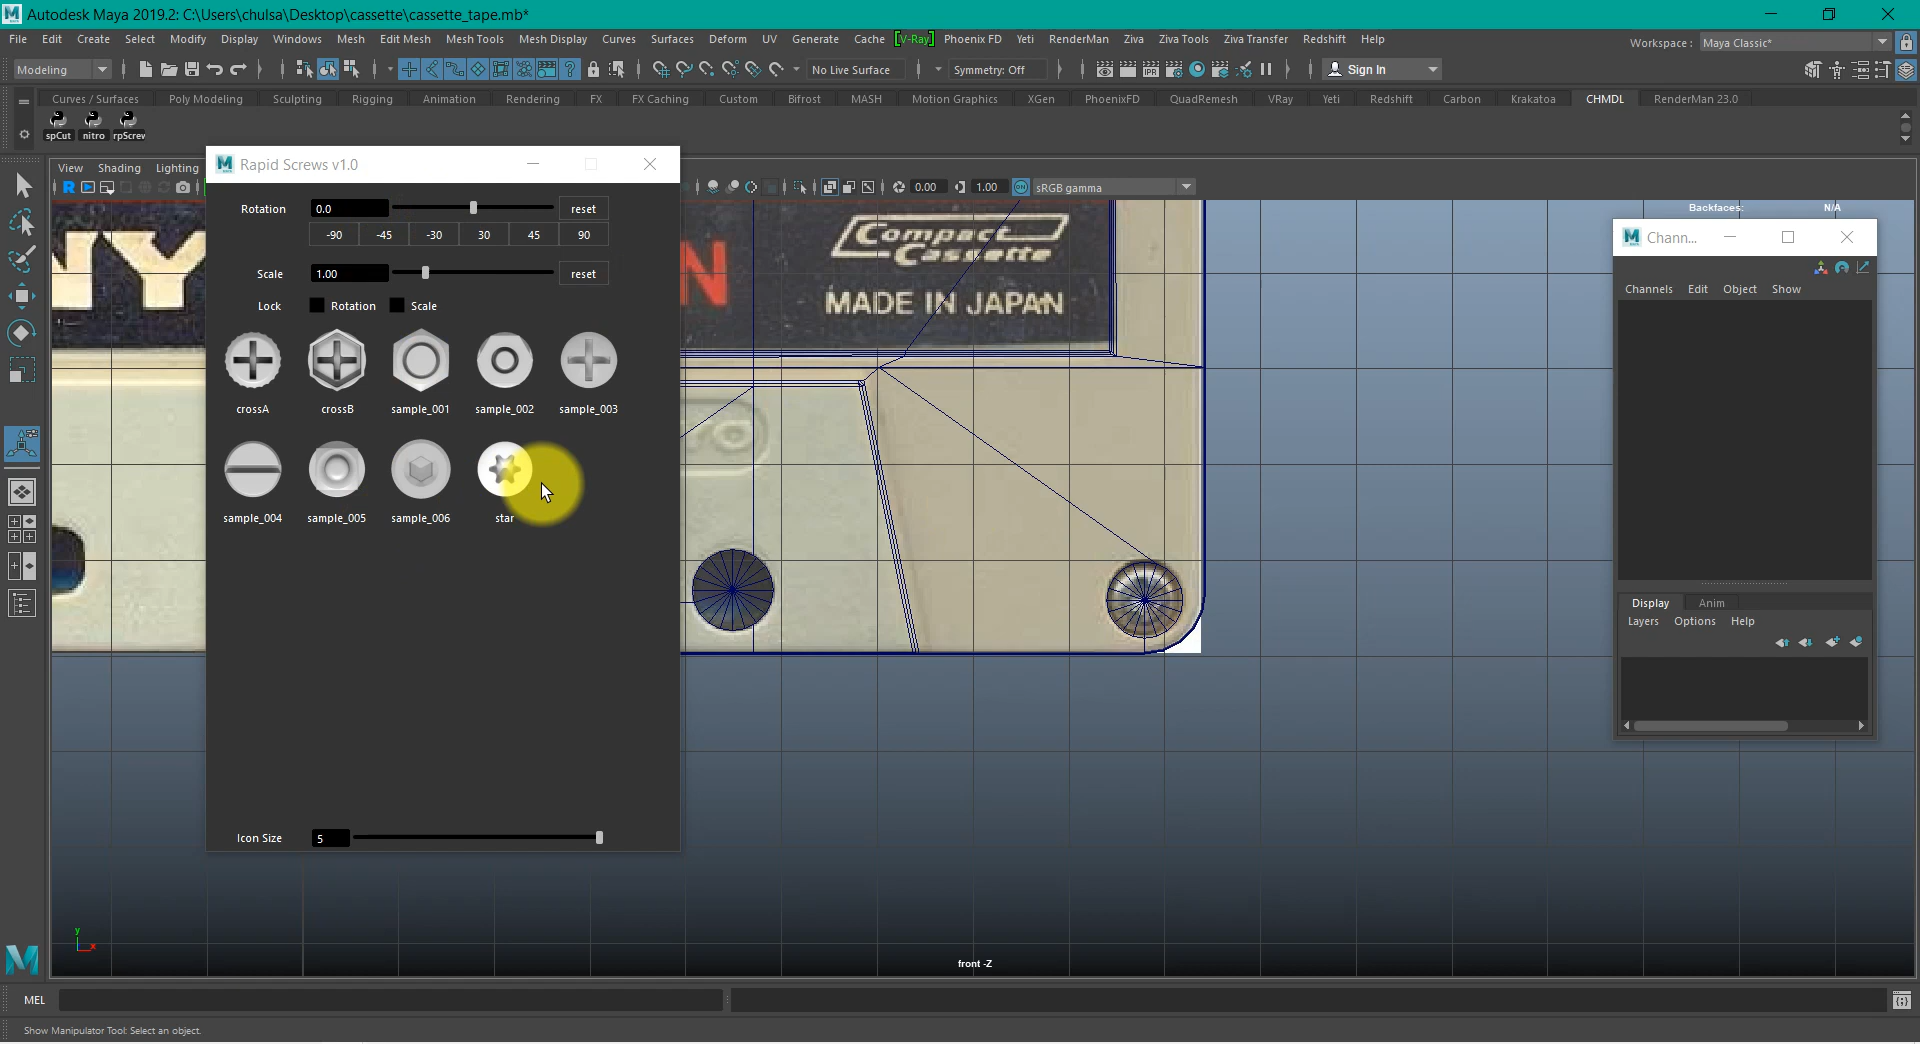 Autodesk Maya 2019.2: C:\Users\chulsa\Desktop\cassette\cassette_tape.mb*
File Edit Create Select Modify Display Windows Mesh Edit Mesh Mesh Tools Mesh Display Curves Surfaces Deform UV Generate Cache [V-Ray] Phoenix FD Yeti RenderMan Ziva Ziva Tools Ziva Transfer Redshift Help
Workspace : Maya Classic*
Modeling No Live Surface Symmetry: Off Sign In
Curves / Surfaces Poly Modeling Sculpting Rigging Animation Rendering FX FX Caching Custom Bifrost MASH Motion Graphics XGen PhoenixFD QuadRemesh VRay Yeti Redshift Carbon Krakatoa CHMDL RenderMan 23.0
spCut nitro rpScrew
View Shading Lighting
0.00 1.00 sRGB gamma
Rapid Screws v1.0
Rotation 0.0 reset
-90 -45 -30 30 45 90
Scale 1.00 reset
Lock Rotation Scale
crossA crossB sample_001 sample_002 sample_003
sample_004 sample_005 sample_006 star
Icon Size 5
NY
N
Compact
Cassette
MADE IN JAPAN
Backfaces: N/A
Chann...
Channels Edit Object Show
Display Anim
Layers Options Help
y
x
front -Z
MEL
Show Manipulator Tool: Select an object.